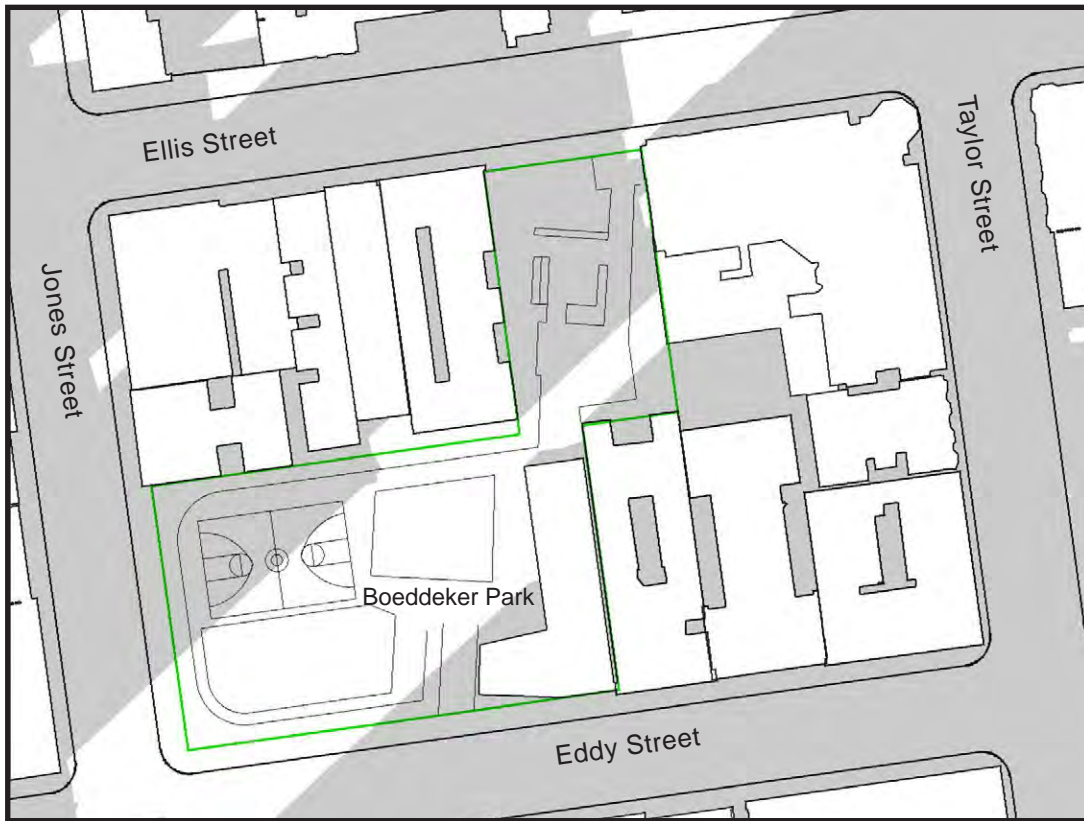 Ellis Street
Taylor Street
Jones Street
Boeddeker Park
Eddy Street